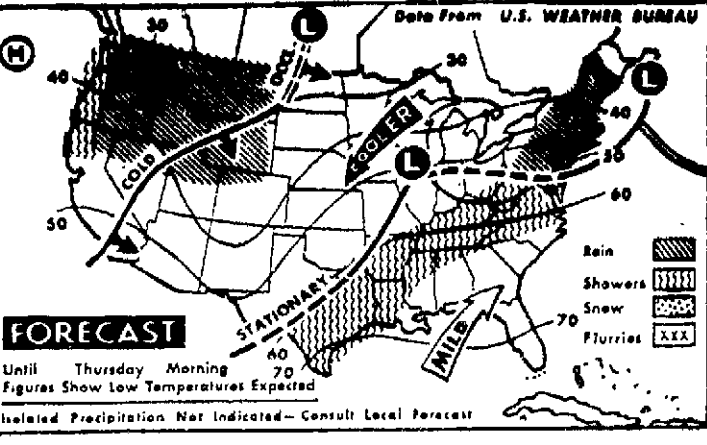 Data From U.S. WEATHER BUREAU
H
30
L
OCCL
30
40
L
COOLER
40
COLD
L
30
60
50
STATIONARY
Rain
Showers
Snow
Flurries XXX
MILD
70
60
70
FORECAST
Until Thursday Morning
Figures Show Low Temperatures Expected
Isolated Precipitation Not Indicated— Consult Local Forecast